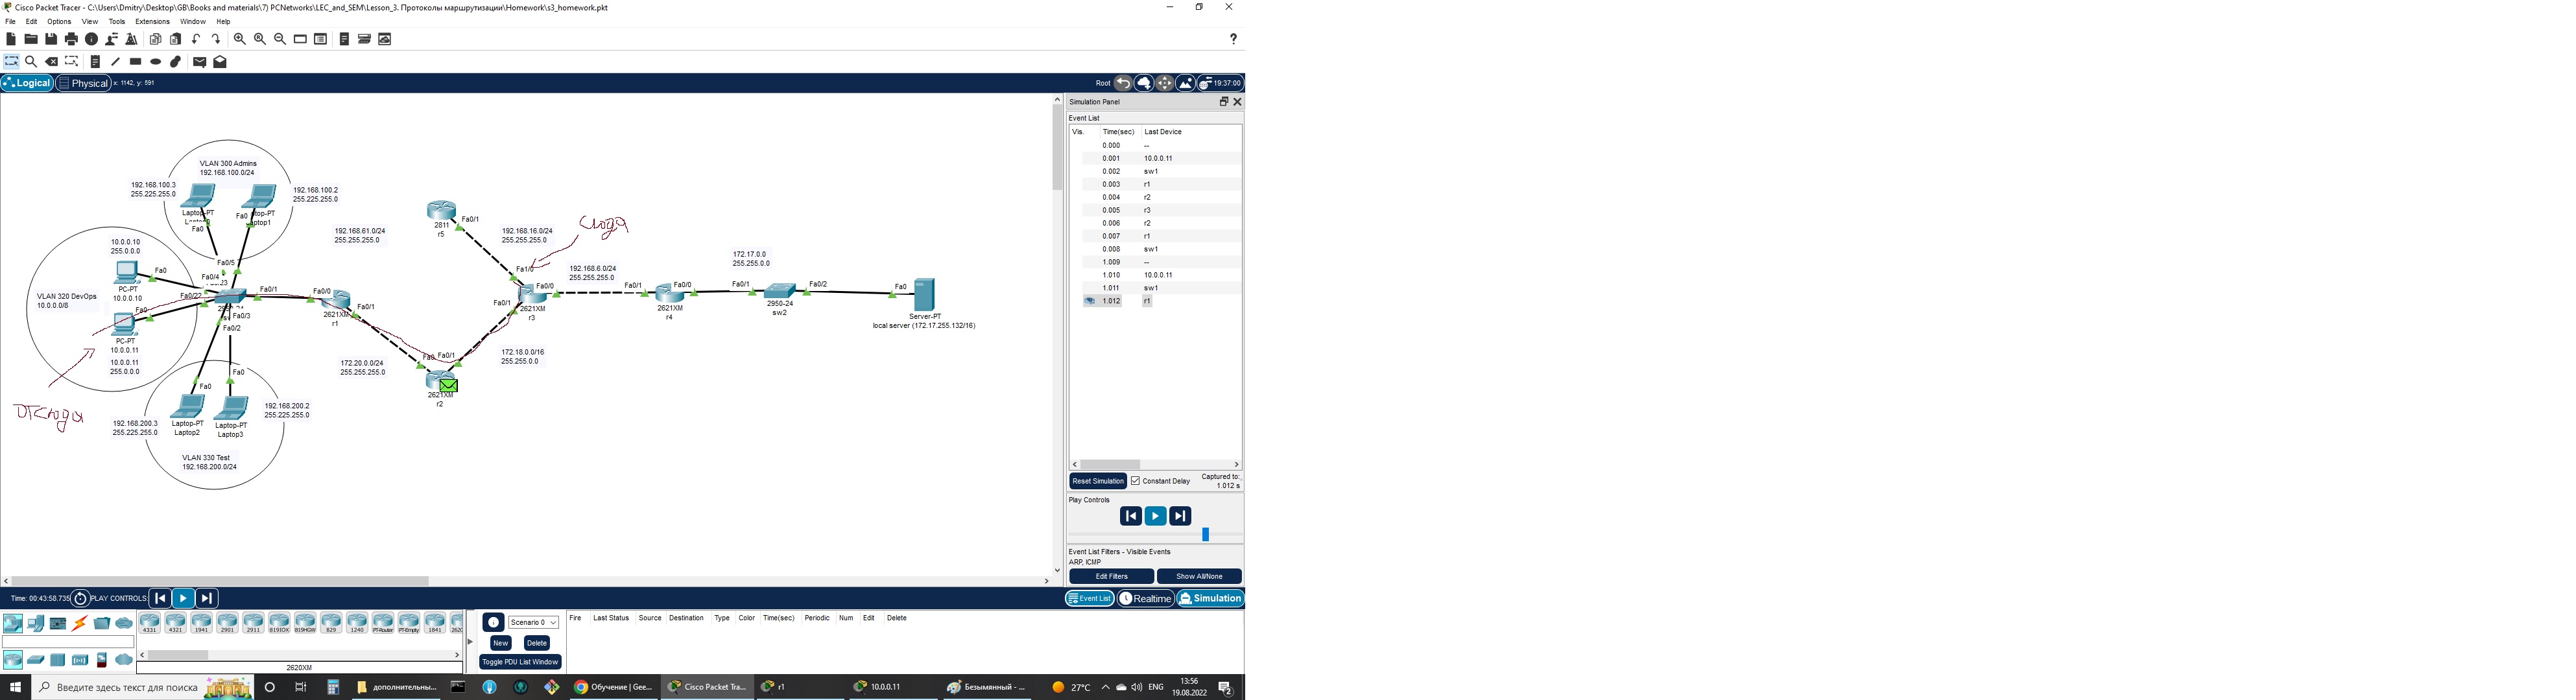 Cisco Packet Tracer - C:\Users\Dmitry\Desktop\GB\Books and materials\7) PCNetworks\LEC_and_SEM\Lesson_3. Протоколы маршрутизации\Homework\s3_homework.pkt
File Edit Options View Tools Extensions Window Help
Logical Physical x: 1142, y: 591 Root 19:37:00
Simulation Panel
Event List
Vis. Time(sec) Last Device
0.000 --
0.001 10.0.0.11
0.002 sw1
0.003 r1
0.004 r2
0.005 r3
0.006 r2
0.007 r1
0.008 sw1
1.009 --
1.010 10.0.0.11
1.011 sw1
1.012 r1
Reset Simulation Constant Delay Captured to:
1.012 s
Play Controls
Event List Filters - Visible Events
ARP, ICMP
Edit Filters Show All/None
VLAN 300 Admins
192.168.100.0/24
192.168.100.3
255.225.255.0
192.168.100.2
255.225.255.0
Fa0
Fa0
192.168.61.0/24
255.255.255.0
2811
r5
Fa0/1
192.168.16.0/24
255.255.255.0
Сюда
10.0.0.10
255.0.0.0
Fa0
PC-PT
10.0.0.10
VLAN 320 DevOps
10.0.0.0/8
Fa0
PC-PT
10.0.0.11
10.0.0.11
255.0.0.0
Fa0/5
Fa0/4
Fa0/1
Fa0/3
Fa0/2
Fa0/0
Fa0/1
2621XM
r1
Fa1/0
Fa0/0
Fa0/1
2621XM
r3
192.168.6.0/24
255.255.255.0
Fa0/1
Fa0/0
2621XM
r4
172.17.0.0
255.255.0.0
Fa0/1
Fa0/2
2950-24
sw2
Fa0
Server-PT
local server (172.17.255.132/16)
172.20.0.0/24
255.255.255.0
Fa0/1
172.18.0.0/16
255.255.0.0
2621XM
r2
Отсюда
Fa0
Fa0
192.168.200.2
255.225.255.0
192.168.200.3
255.225.255.0
Laptop-PT
Laptop2
Laptop-PT
Laptop3
VLAN 330 Test
192.168.200.0/24
Time: 00:43:58.735 PLAY CONTROLS:
Event List Realtime Simulation
4331 4321 1941 2901 2911 819IOX 819HGW 829 1240 PT-Router PT-Empty 1841
2620XM
Scenario 0
New Delete
Toggle PDU List Window
Fire Last Status Source Destination Type Color Time(sec) Periodic Num Edit Delete
Введите здесь текст для поиска
дополнительны...
Обучение | Gee...
Cisco Packet Tra...
r1
10.0.0.11
Безымянный - ...
27°C ENG
13:56
19.08.2022
2